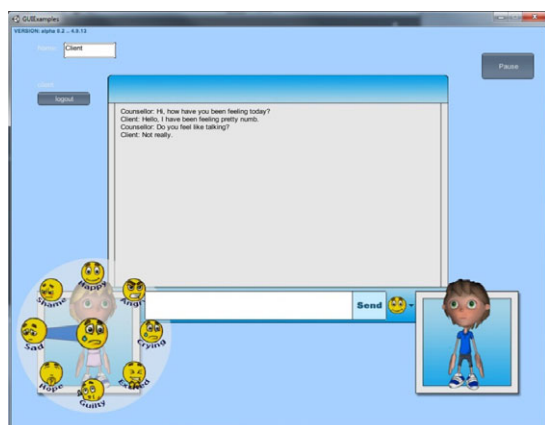 GUIExamples
VERSION: alpha 0.2 .. 4.9.13
Name
Client
Pause
logout
Counsellor: Hi, how have you been feeling today?
Client: Hello, I have been feeling pretty numb.
Counsellor: Do you feel like talking?
Client: Not really.
Happy
Shame
Angry
Sad
Crying
Hope
Excited
Guilty
Send